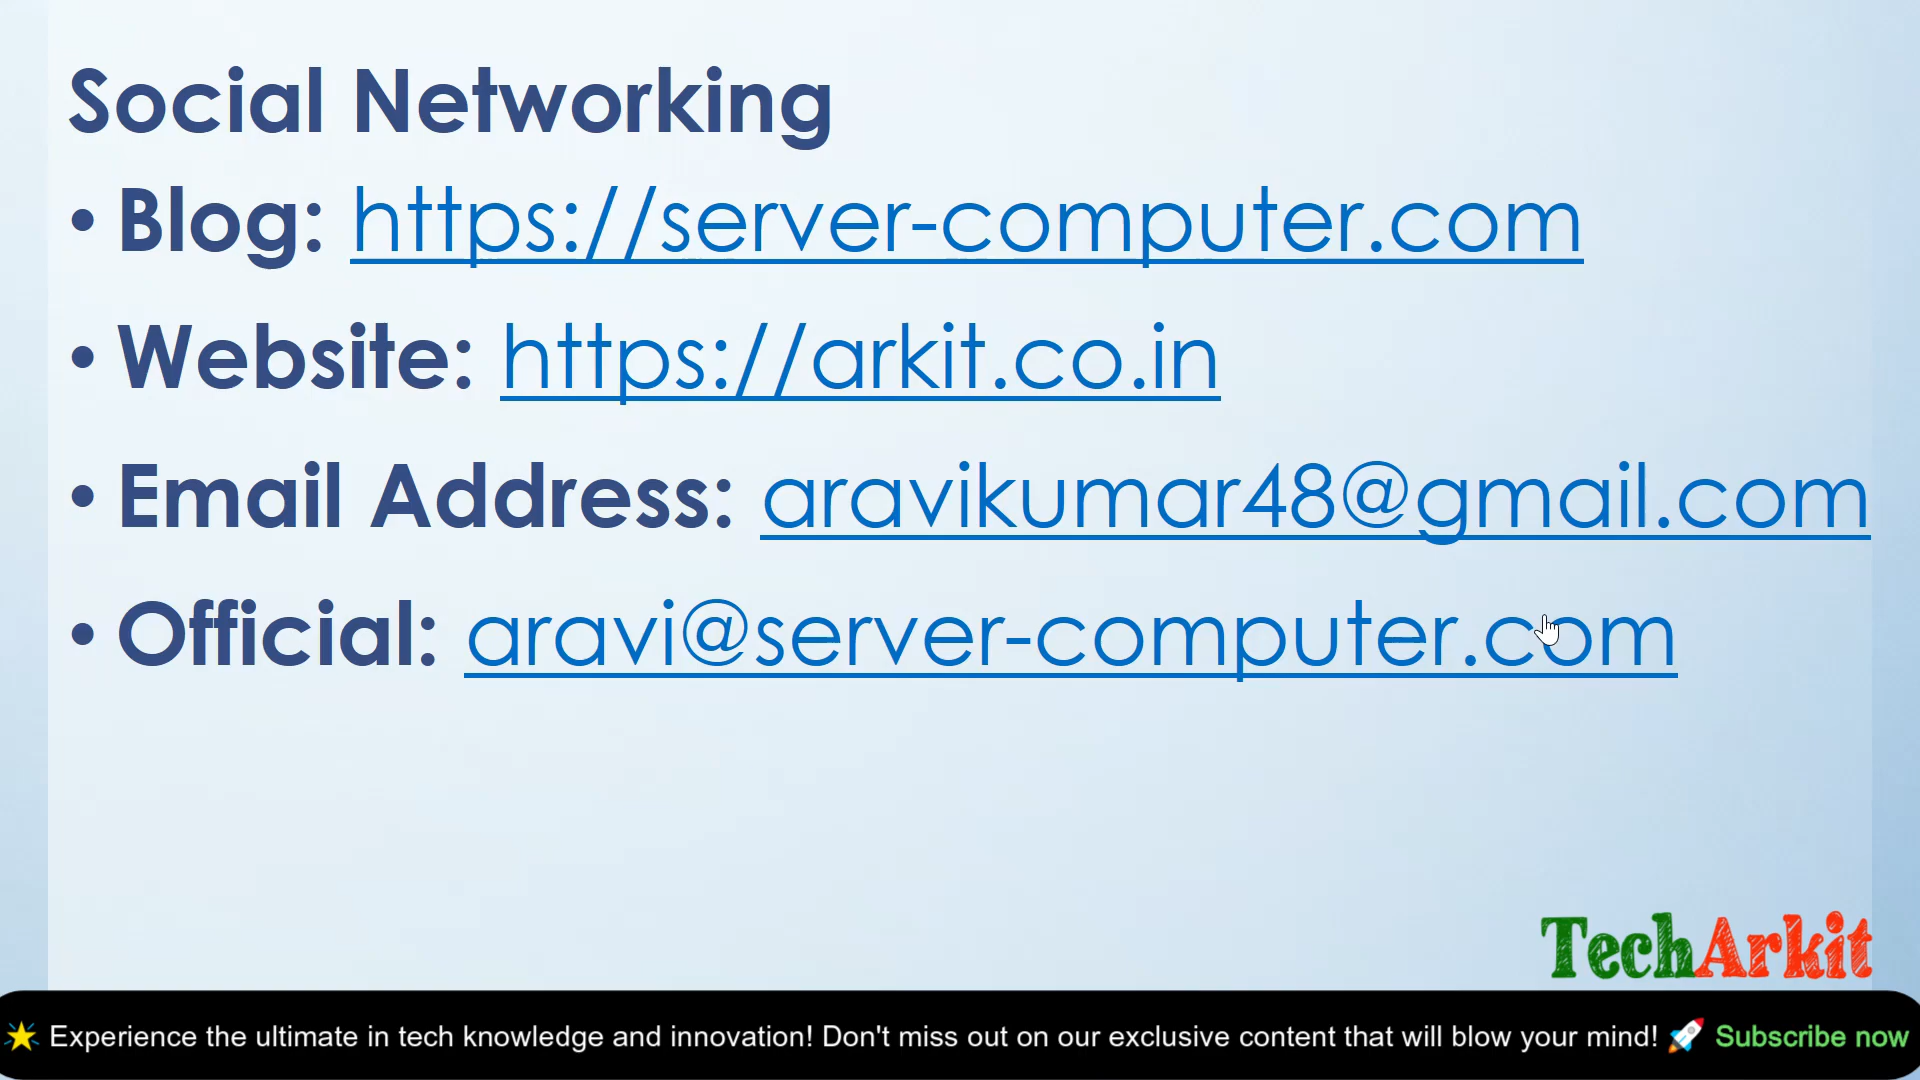 Social Networking
• Blog: https://server-computer.com
• Website: https://arkit.co.in
• Email Address: aravikumar48@gmail.com
• Official: aravi@server-computer.com
TechArkit
🌟 Experience the ultimate in tech knowledge and innovation! Don't miss out on our exclusive content that will blow your mind! 🚀 Subscribe now